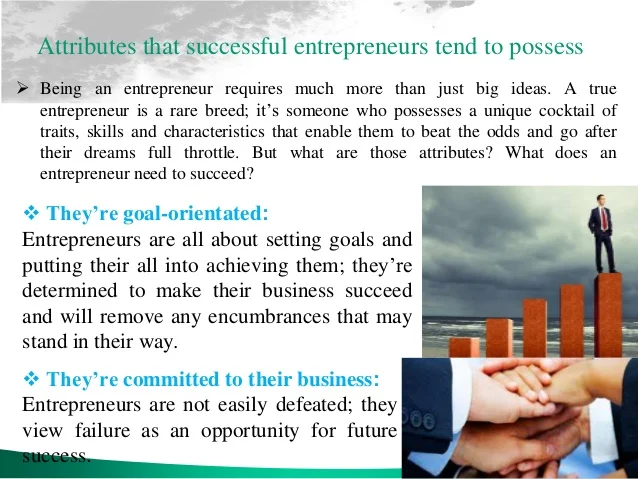 Attributes that successful entrepreneurs tend to possess
➢ Being an entrepreneur requires much more than just big ideas. A true
entrepreneur is a rare breed; it’s someone who possesses a unique cocktail of
traits, skills and characteristics that enable them to beat the odds and go after
their dreams full throttle. But what are those attributes? What does an
entrepreneur need to succeed?
❖ They’re goal-orientated:
Entrepreneurs are all about setting goals and
putting their all into achieving them; they’re
determined to make their business succeed
and will remove any encumbrances that may
stand in their way.
❖ They’re committed to their business:
Entrepreneurs are not easily defeated; they
view failure as an opportunity for future
success.